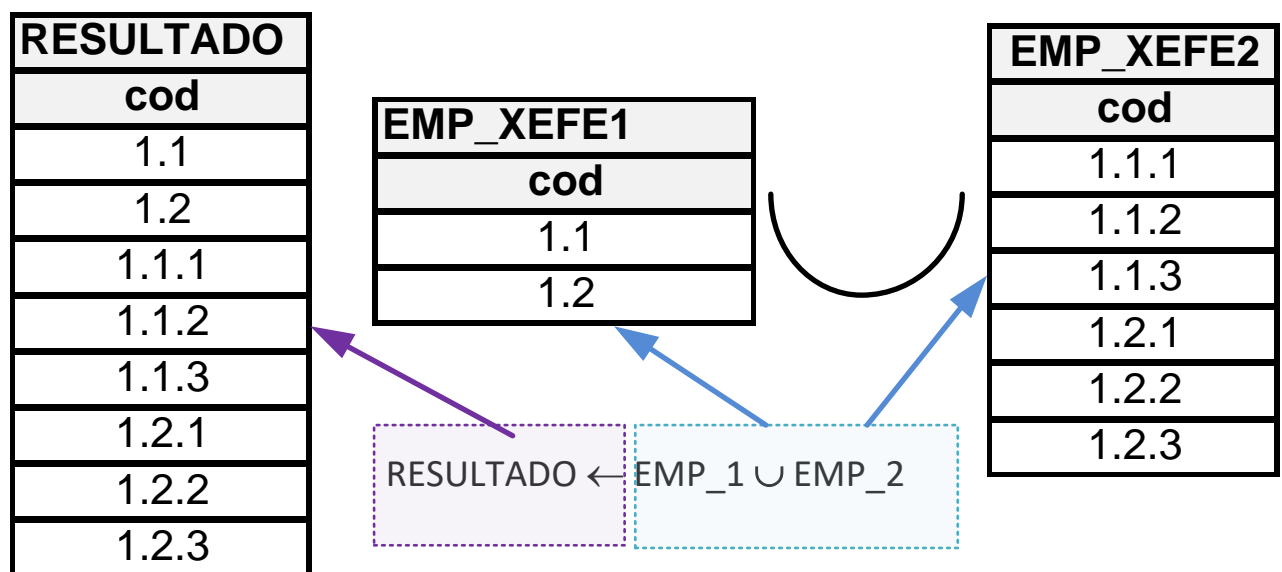 RESULTADO
cod
1.1
1.2
1.1.1
1.1.2
1.1.3
1.2.1
1.2.2
1.2.3
EMP_XEFE1
cod
1.1
1.2
EMP_XEFE2
cod
1.1.1
1.1.2
1.1.3
1.2.1
1.2.2
1.2.3
RESULTADO ← EMP_1 ∪ EMP_2